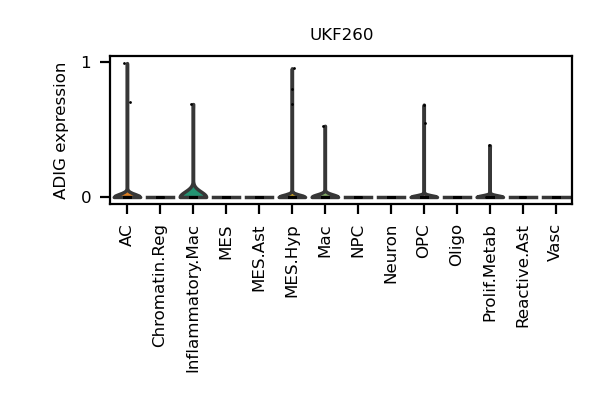 UKF260
ADIG expression
1
0
AC
Chromatin.Reg
Inflammatory.Mac
MES
MES.Ast
MES.Hyp
Mac
NPC
Neuron
OPC
Oligo
Prolif.Metab
Reactive.Ast
Vasc